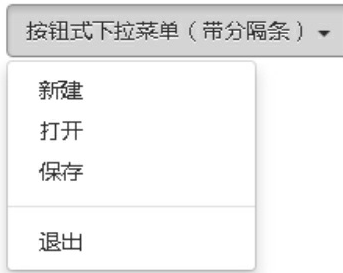 按钮式下拉菜单（带分隔条）
新建
打开
保存
退出